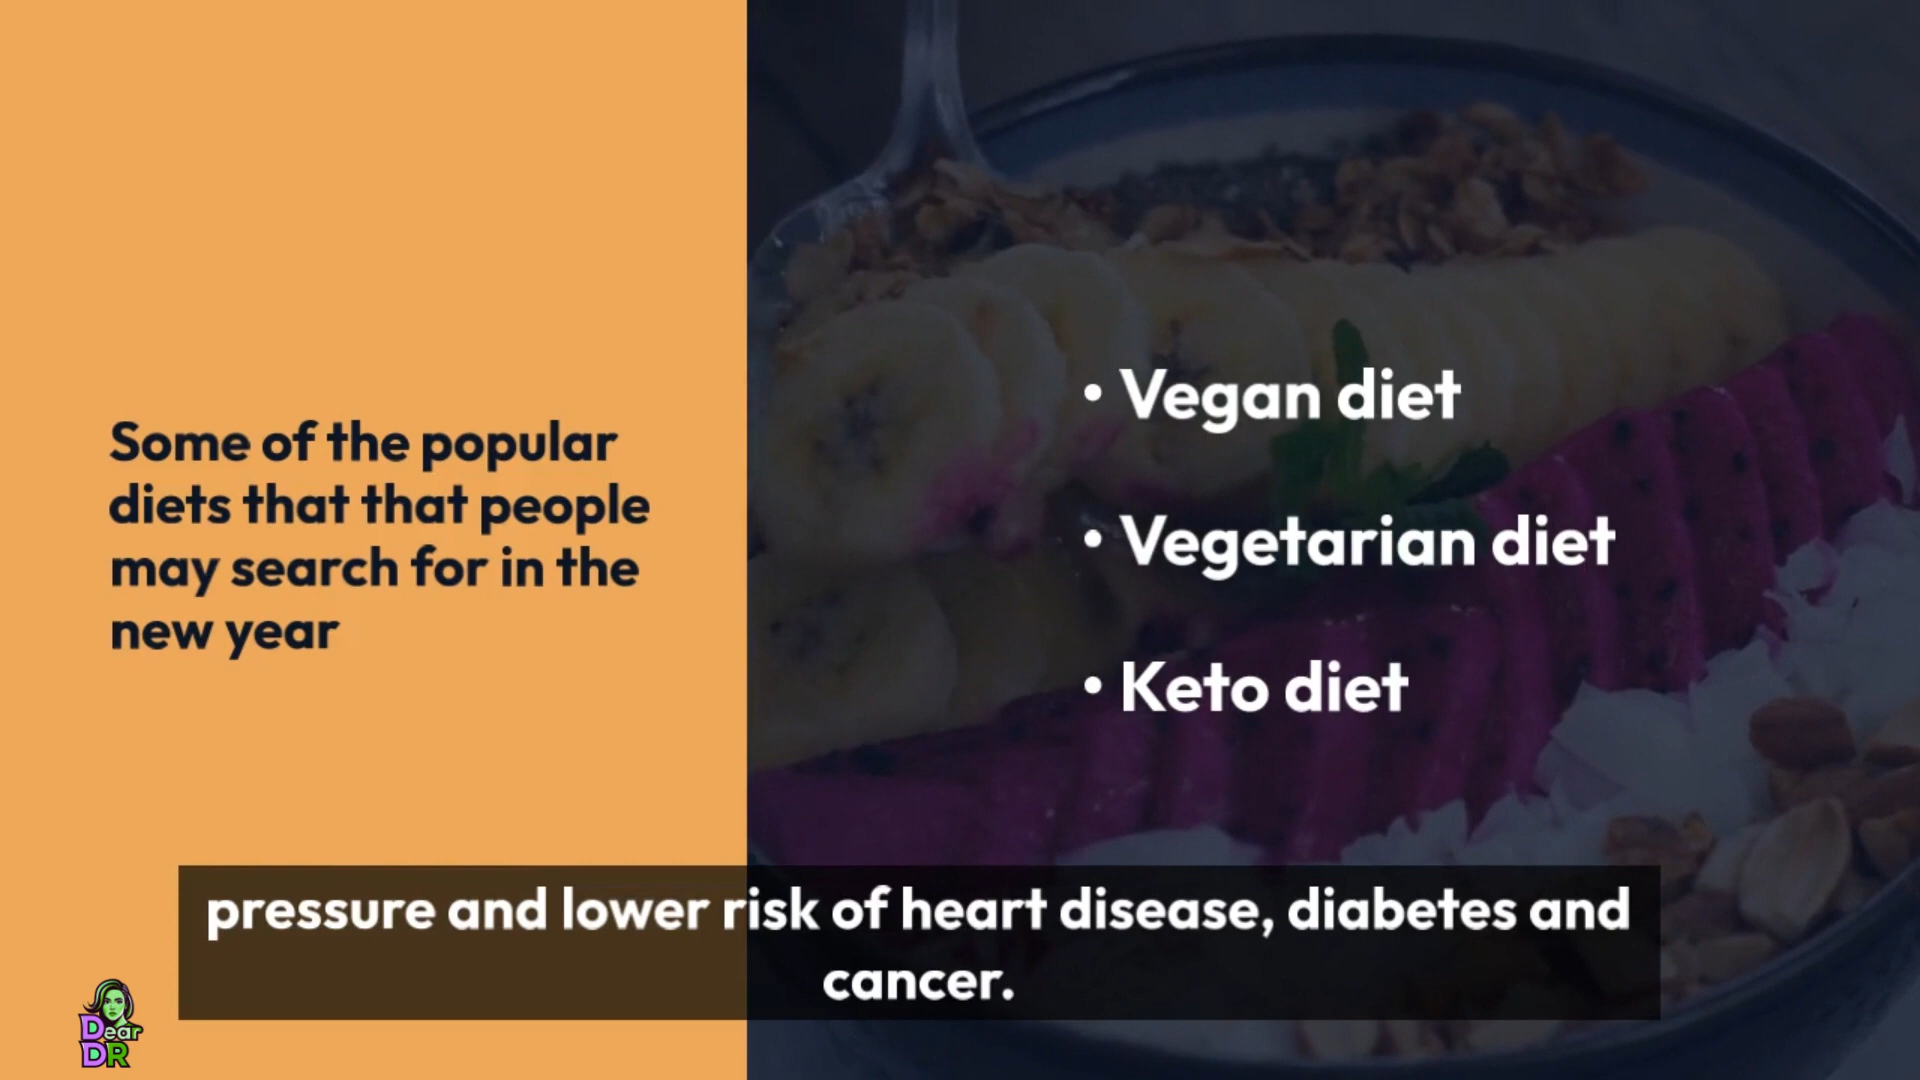 Some of the popular
diets that that people
may search for in the
new year
• Vegan diet
• Vegetarian diet
• Keto diet
pressure and lower risk of heart disease, diabetes and
cancer.
Dear
DR